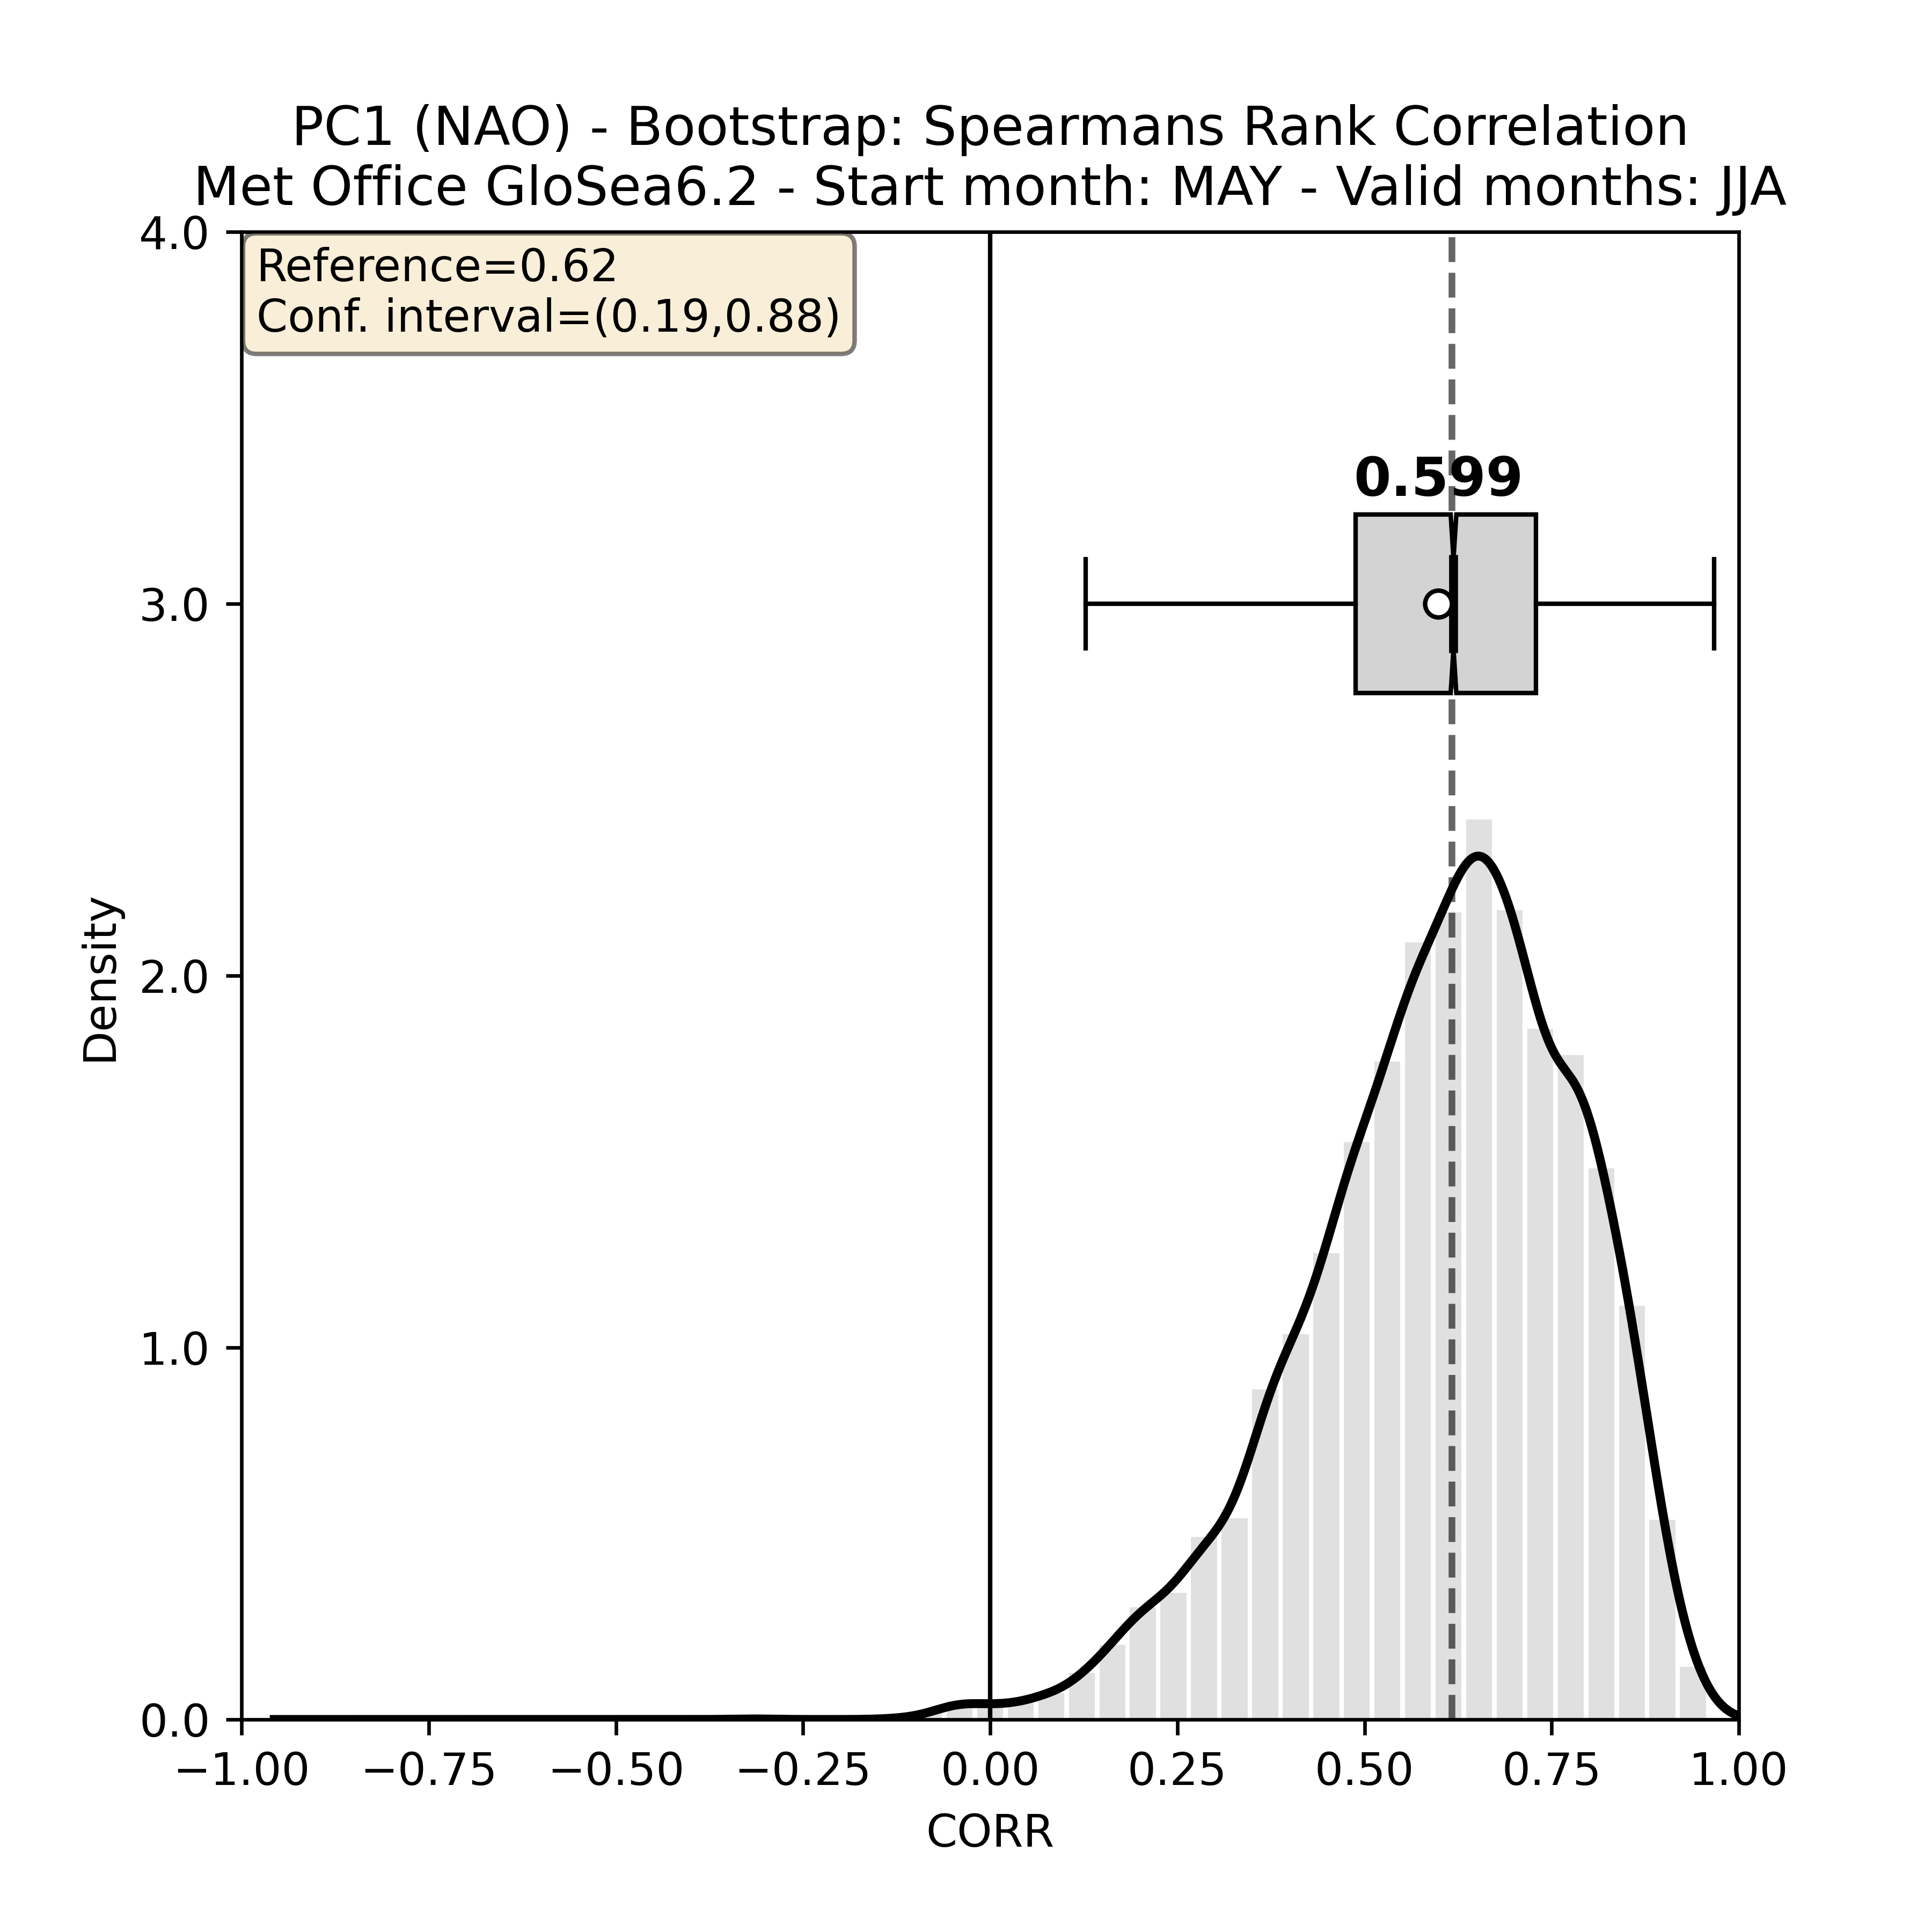 PC1 (NAO) - Bootstrap: Spearmans Rank Correlation
Met Office GloSea6.2 - Start month: MAY - Valid months: JJA
4.0
Reference=0.62
Conf. interval=(0.19,0.88)
0.599
3.0
Density
2.0
1.0
0.0
−1.00 −0.75 −0.50 −0.25 0.00 0.25 0.50 0.75 1.00
CORR